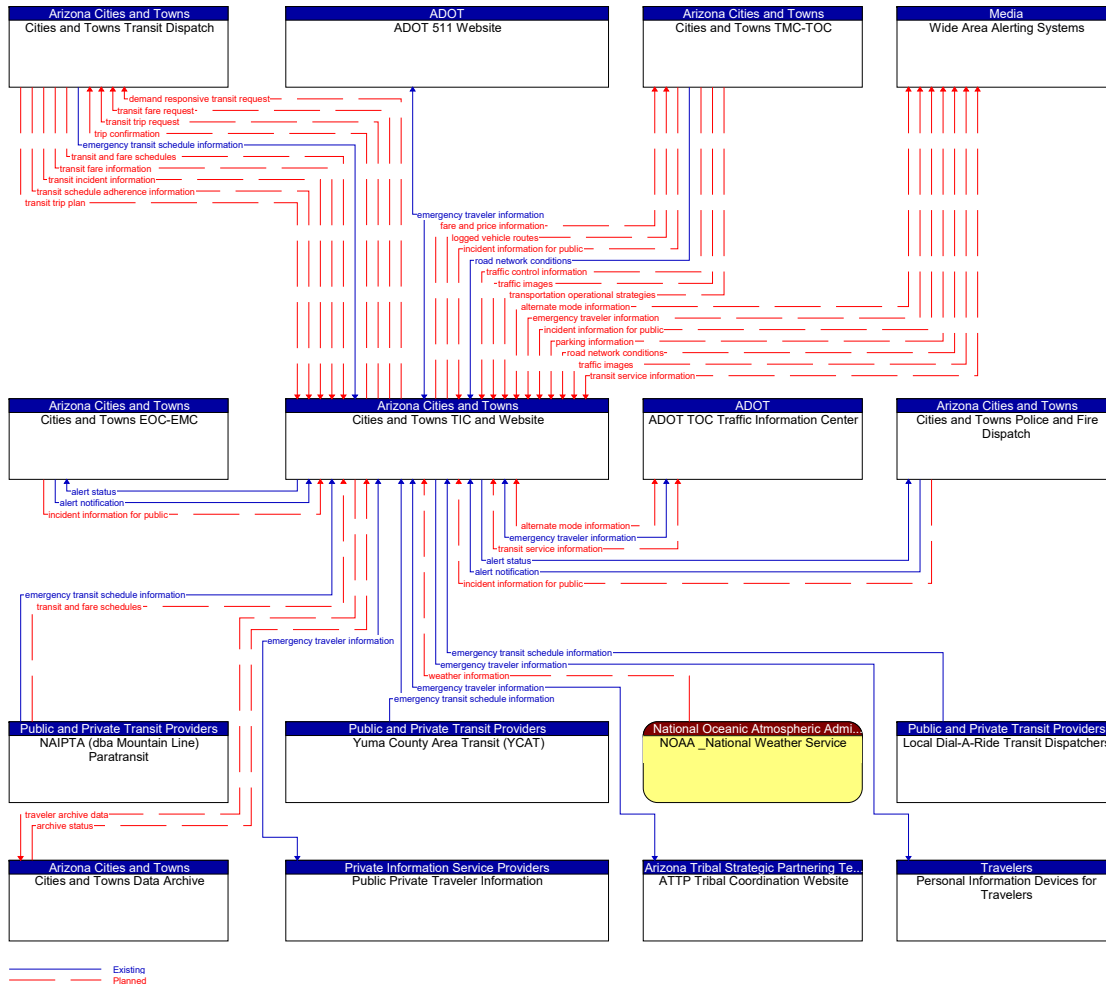 Arizona Cities and Towns
Cities and Towns Transit Dispatch
ADOT
ADOT 511 Website
Arizona Cities and Towns
Cities and Towns TMC-TOC
Media
Wide Area Alerting Systems
demand responsive transit request
transit fare request
transit trip request
trip confirmation
emergency transit schedule information
transit and fare schedules
transit fare information
transit incident information
transit schedule adherence information
transit trip plan
emergency traveler information
fare and price information
logged vehicle routes
incident information for public
road network conditions
traffic control information
traffic images
transportation operational strategies
alternate mode information
emergency traveler information
incident information for public
parking information
road network conditions
traffic images
transit service information
Arizona Cities and Towns
Cities and Towns EOC-EMC
Arizona Cities and Towns
Cities and Towns TIC and Website
ADOT
ADOT TOC Traffic Information Center
Arizona Cities and Towns
Cities and Towns Police and Fire
Dispatch
alert status
alert notification
incident information for public
alternate mode information
emergency traveler information
transit service information
alert status
alert notification
incident information for public
emergency transit schedule information
transit and fare schedules
emergency traveler information
emergency transit schedule information
emergency traveler information
weather information
emergency traveler information
emergency transit schedule information
Public and Private Transit Providers
NAIPTA (dba Mountain Line)
Paratransit
Public and Private Transit Providers
Yuma County Area Transit (YCAT)
National Oceanic Atmospheric Admi...
NOAA _National Weather Service
Public and Private Transit Providers
Local Dial-A-Ride Transit Dispatchers
traveler archive data
archive status
Arizona Cities and Towns
Cities and Towns Data Archive
Private Information Service Providers
Public Private Traveler Information
Arizona Tribal Strategic Partnering Te...
ATTP Tribal Coordination Website
Travelers
Personal Information Devices for
Travelers
Existing
Planned